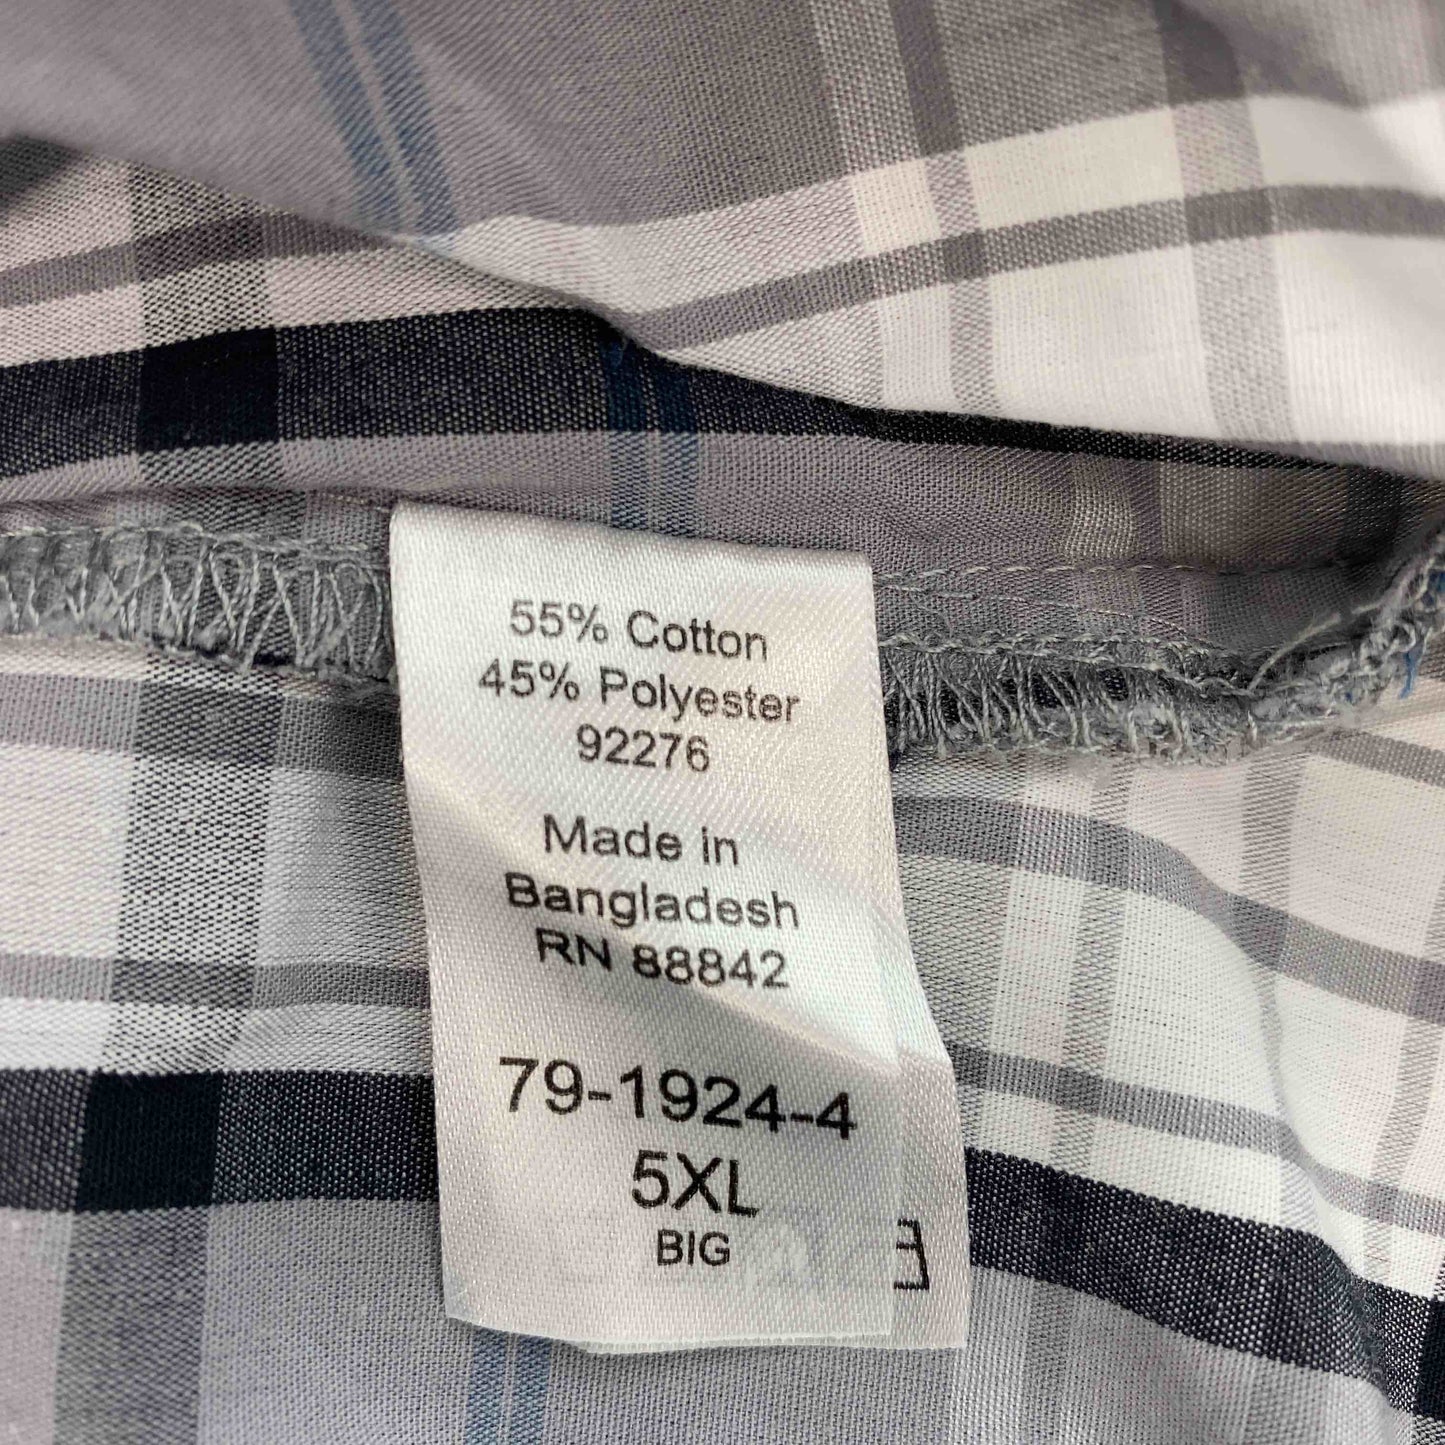 55% Cotton
45% Polyester
92276
Made in
Bangladesh
RN 88842
79-1924-4
5XL
BIG